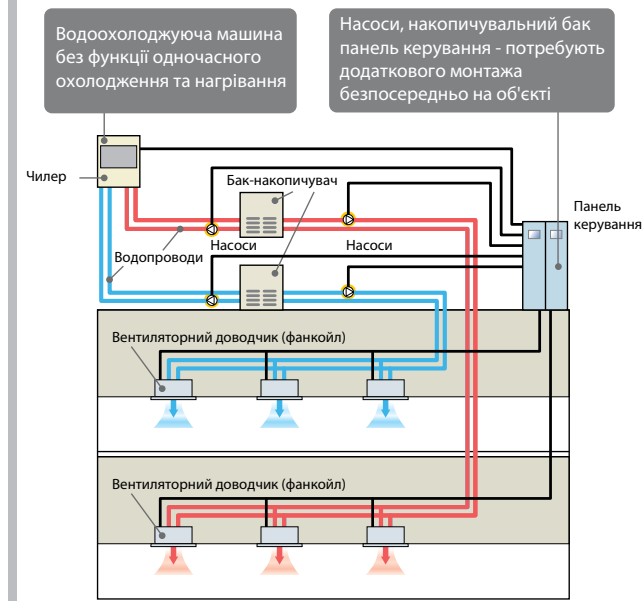 Водоохолоджуюча машина
без функції одночасного
охолодження та нагрівання
Насоси, накопичувальний бак
панель керування - потребують
додаткового монтажа
безпосередньо на об'єкті
Чилер
Бак-накопичувач
Панель
керування
Водопроводи
Насоси
Насоси
Вентиляторний доводчик (фанкойл)
Вентиляторний доводчик (фанкойл)